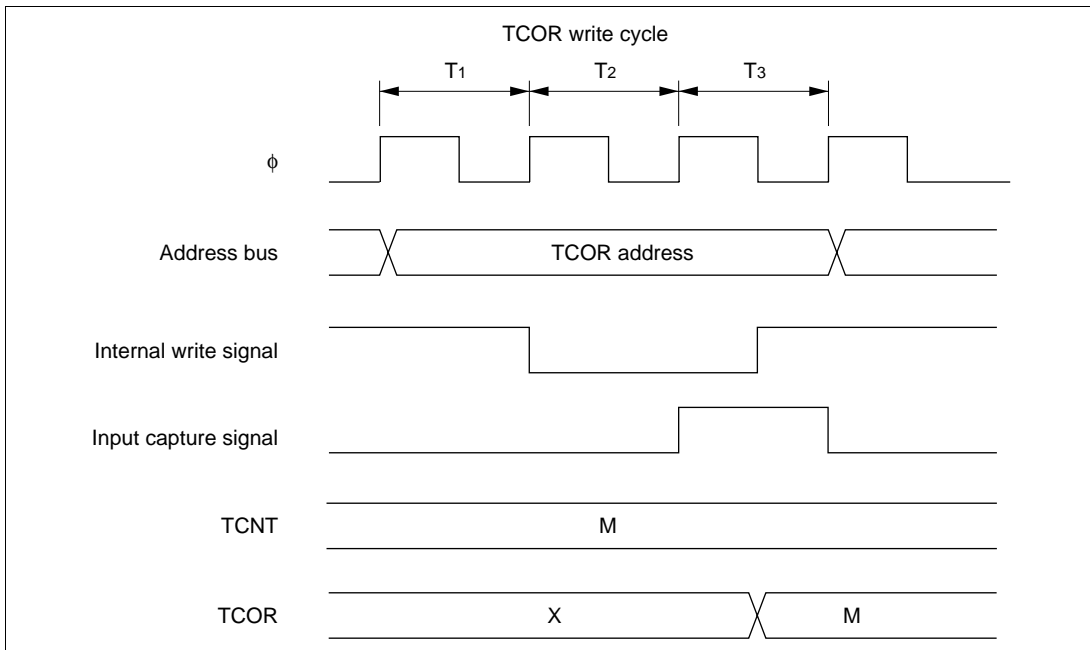 TCOR write cycle
T1 T2 T3
ϕ
Address bus TCOR address
Internal write signal
Input capture signal
TCNT M
TCOR X M